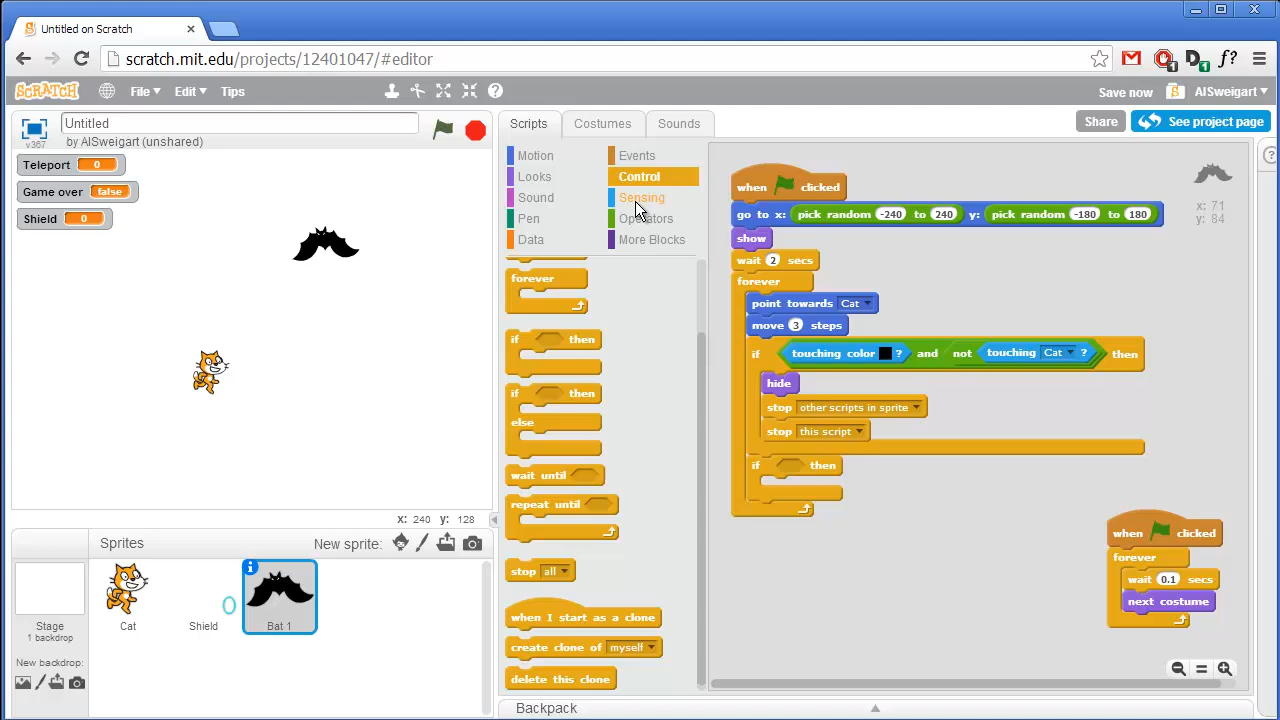 Untitled on Scratch
scratch.mit.edu/projects/12401047/#editor
1
1
f?
SCRATCH
File
Edit
Tips
Save now
AlSweigart
Untitled
by AlSweigart (unshared)
v367
Scripts
Costumes
Sounds
Share
See project page
Teleport 0
Game over false
Shield 0
Motion
Looks
Sound
Pen
Data
Events
Control
Sensing
Operators
More Blocks
forever
if then
if then
else
wait until
repeat until
stop all
when I start as a clone
create clone of myself
delete this clone
when clicked
go to x: pick random -240 to 240 y: pick random -180 to 180
show
wait 2 secs
forever
point towards Cat
move 3 steps
if touching color ? and not touching Cat ? then
hide
stop other scripts in sprite
stop this script
if then
when clicked
forever
wait 0.1 secs
next costume
x: 71
y: 84
?
x: 240 y: 128
Sprites
New sprite:
Stage
1 backdrop
New backdrop:
Cat
Shield
Bat 1
Backpack